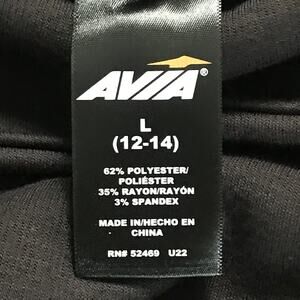 AVIA®
L
(12-14)
62% POLYESTER/
POLIÉSTER
35% RAYON/RAYÓN
3% SPANDEX
MADE IN/HECHO EN
CHINA
RN# 52469 U22